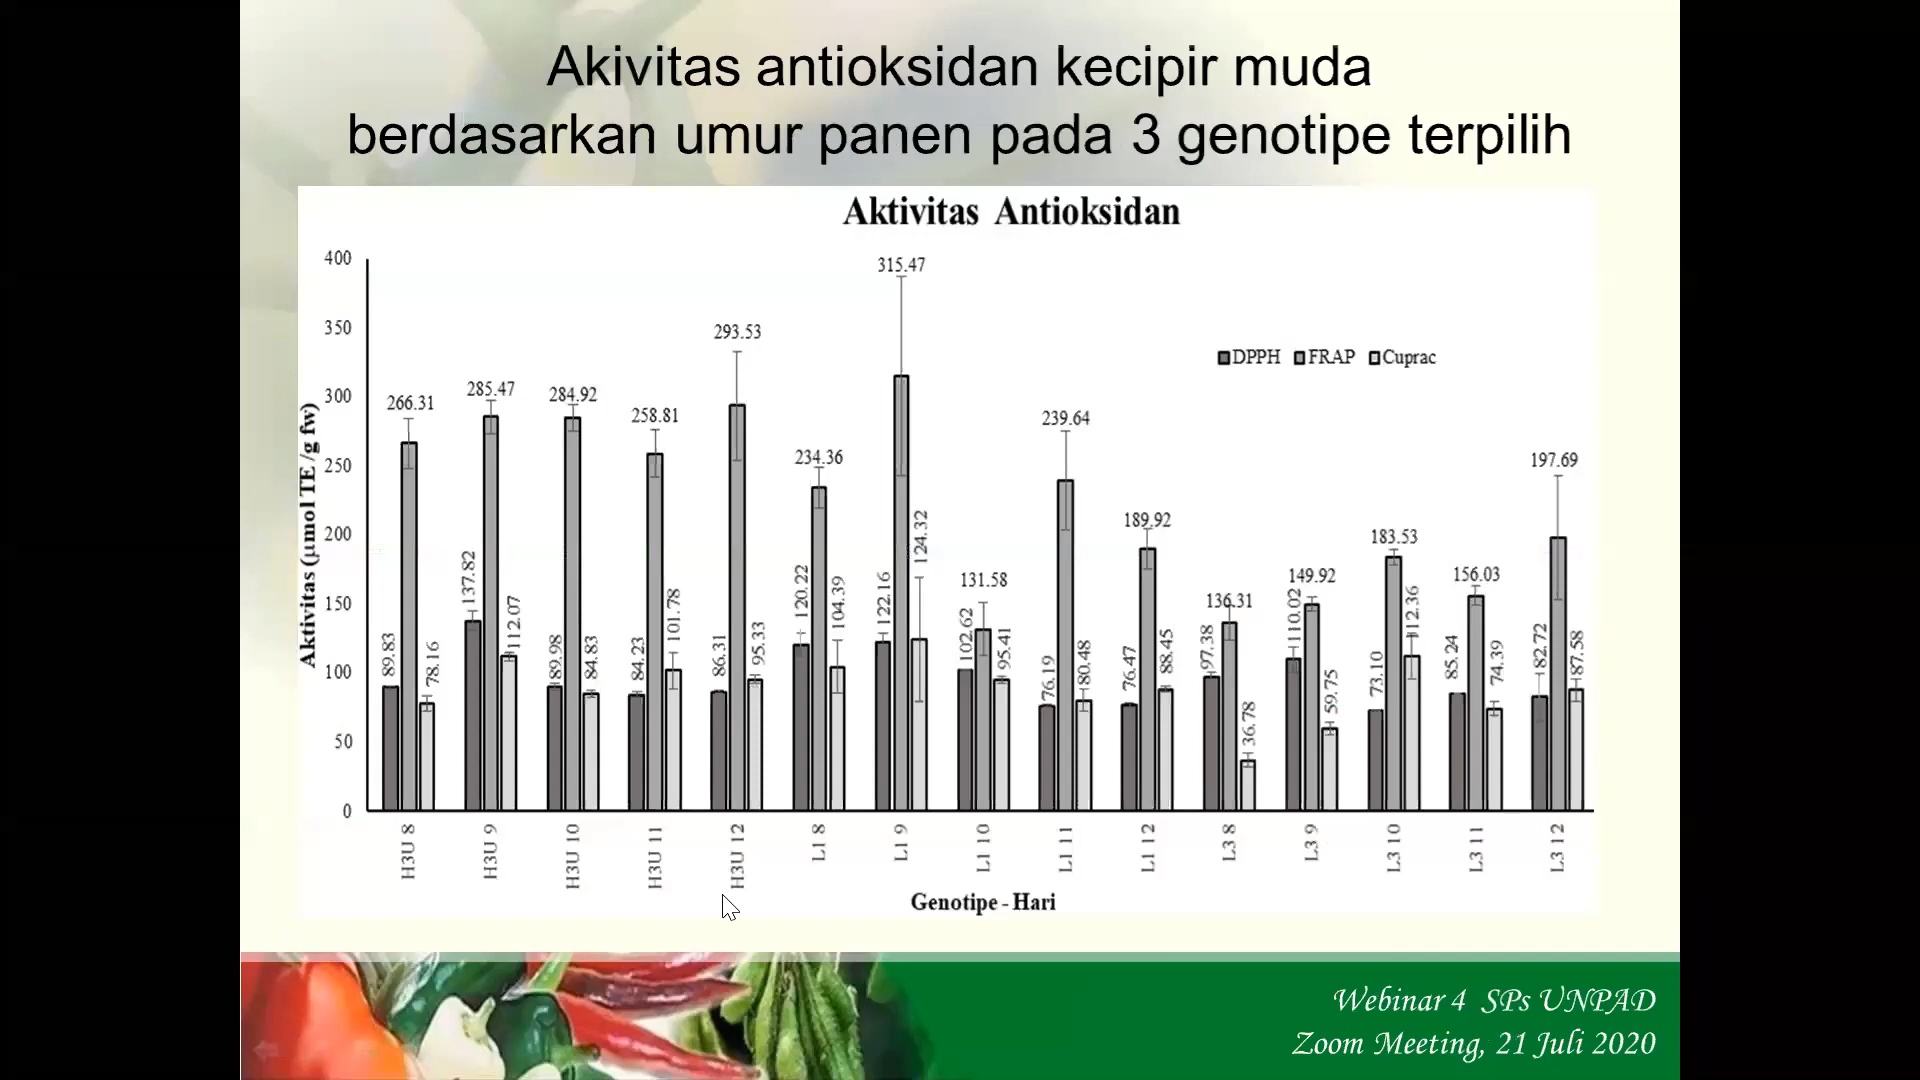 Akivitas antioksidan kecipir muda
berdasarkan umur panen pada 3 genotipe terpilih
Aktivitas Antioksidan
Aktivitas (µmol TE /g fw)
400
350
300
250
200
150
100
50
0
DPPH FRAP Cuprac
89.83 266.31 78.16
137.82 285.47 112.07
89.98 284.92 84.83
84.23 258.81 101.78
86.31 293.53 95.33
120.22 234.36 104.39
122.16 315.47 124.32
102.62 131.58 95.41
76.19 239.64 80.48
76.47 189.92 88.45
97.38 136.31 36.78
110.02 149.92 59.75
73.10 183.53 112.36
85.24 156.03 74.39
82.72 197.69 87.58
H3U 8
H3U 9
H3U 10
H3U 11
H3U 12
L1 8
L1 9
L1 10
L1 11
L1 12
L3 8
L3 9
L3 10
L3 11
L3 12
Genotipe - Hari
Webinar 4 SPs UNPAD
Zoom Meeting, 21 Juli 2020